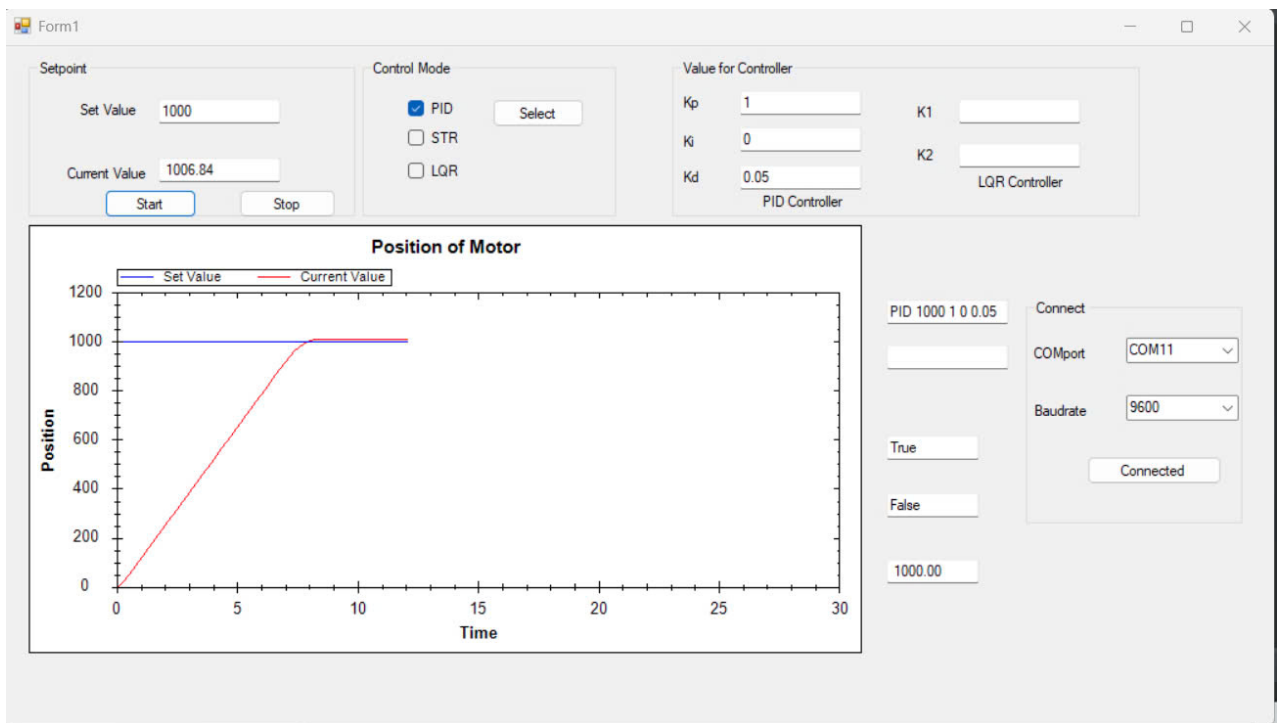 Form1
Setpoint
Set Value 1000
Current Value 1006.84
Start Stop
Control Mode
PID
STR
LQR
Select
Value for Controller
Kp 1
Ki 0
Kd 0.05
PID Controller
K1
K2
LQR Controller
Position of Motor
Set Value Current Value
1200
1000
800
600
400
200
0
Position
0 5 10 15 20 25 30
Time
PID 1000 1 0 0.05
True
False
1000.00
Connect
COMport COM11
Baudrate 9600
Connected